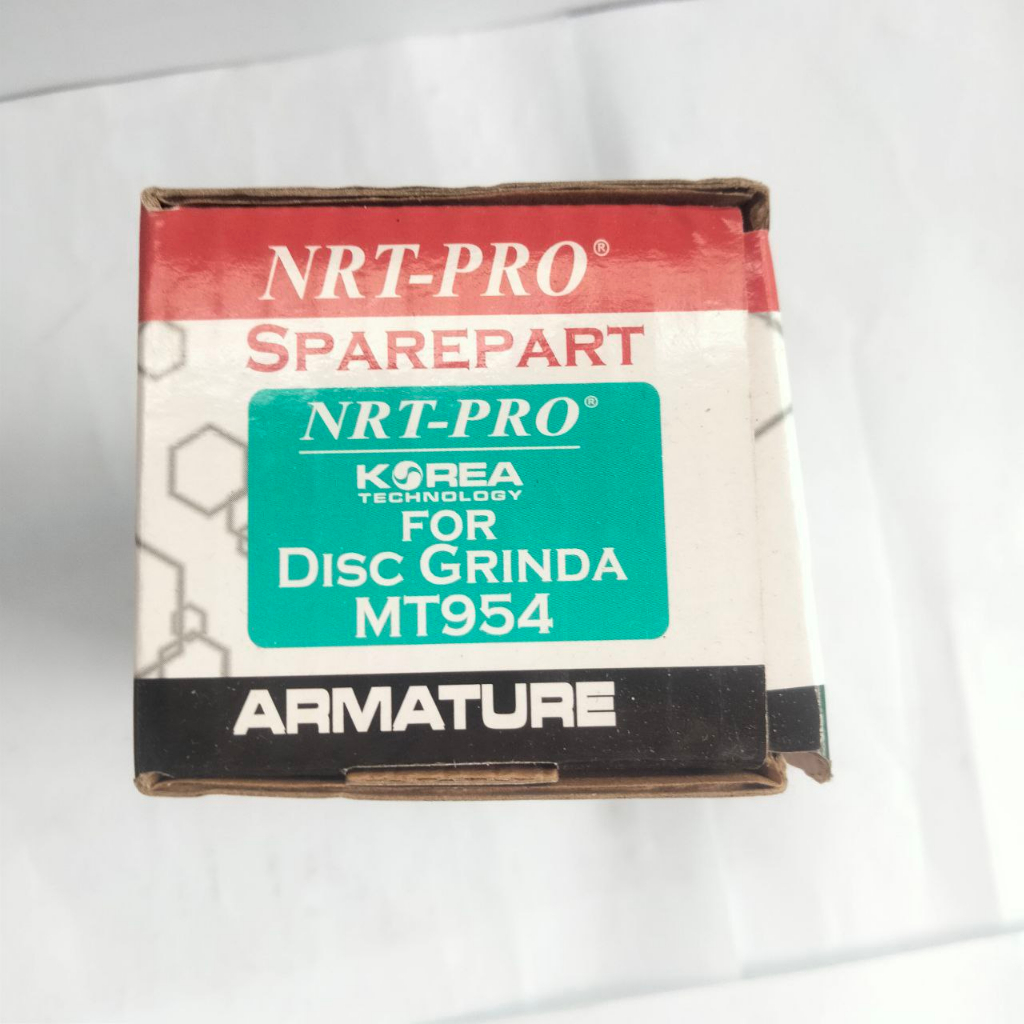 NRT-PRO®
SPAREPART
NRT-PRO®
KOREA
TECHNOLOGY
FOR
DISC GRINDA
MT954
ARMATURE